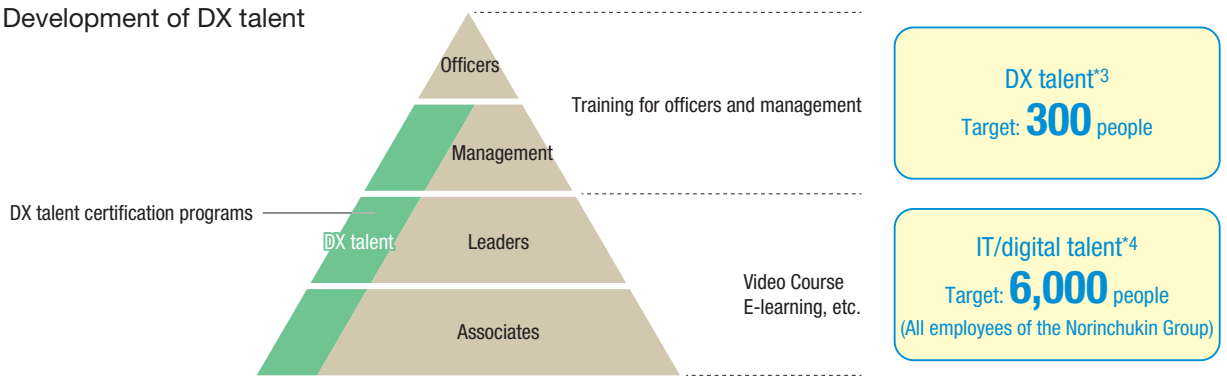 Development of DX talent
Officers
Training for officers and management
Management
DX talent certification programs
DX talent
Leaders
Video Course
E-learning, etc.
Associates
DX talent*3
Target: 300 people
IT/digital talent*4
Target: 6,000 people
(All employees of the Norinchukin Group)